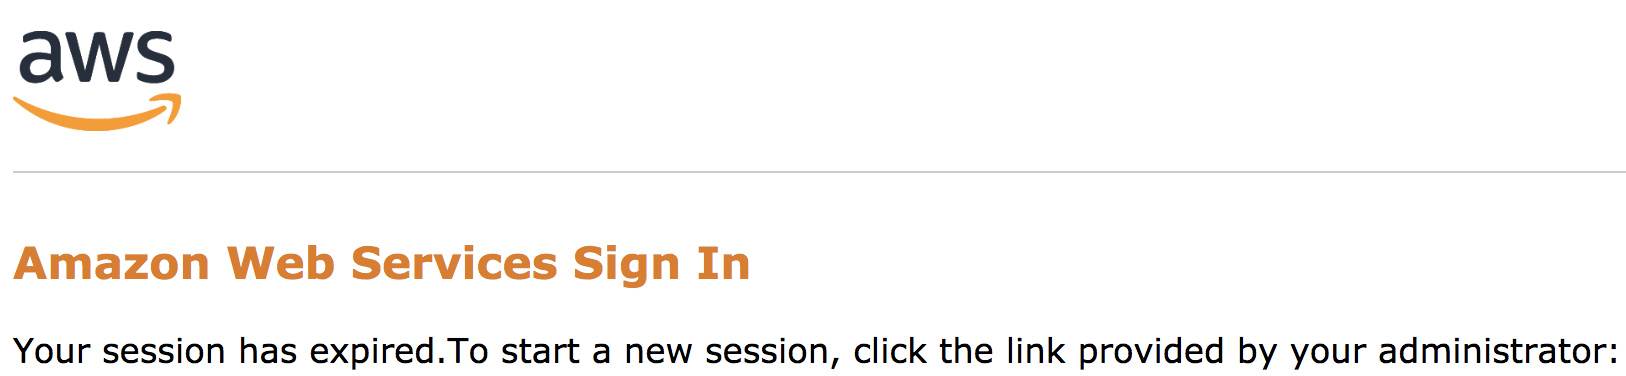 aws
Amazon Web Services Sign In
Your session has expired.To start a new session, click the link provided by your administrator: